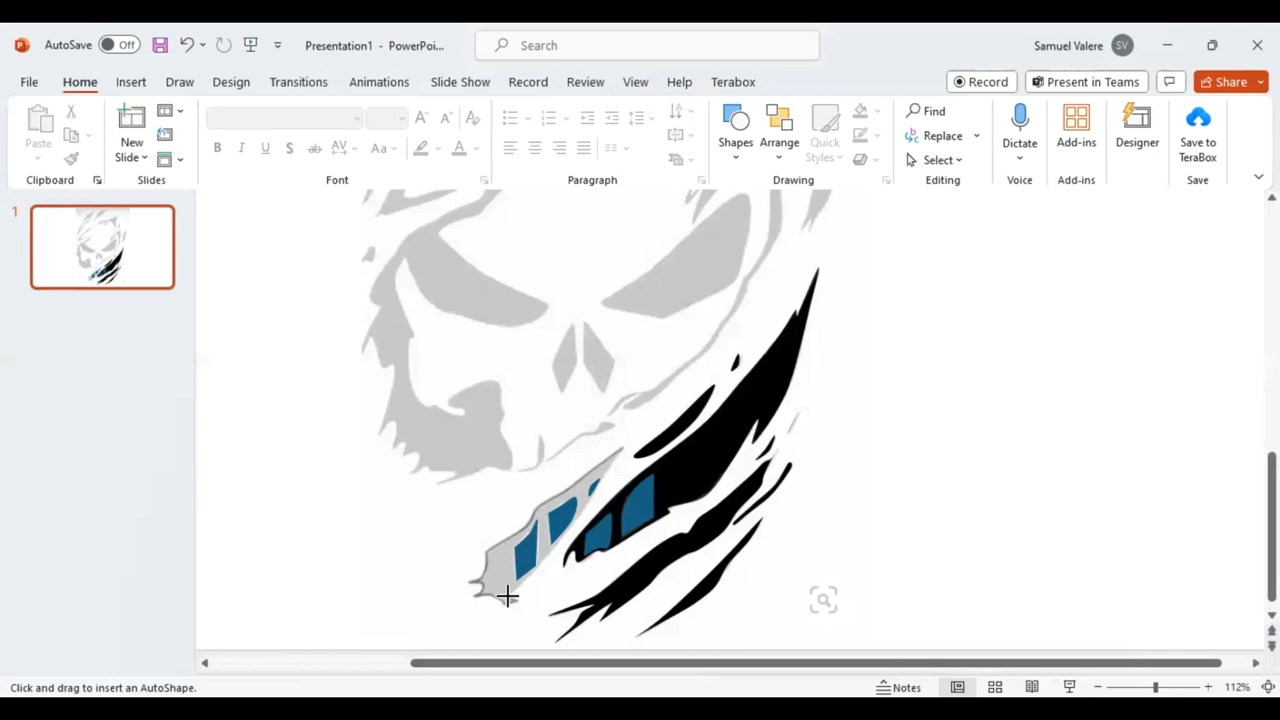 AutoSave Off Presentation1 - PowerPoi... Search Samuel Valere SV
File Home Insert Draw Design Transitions Animations Slide Show Record Review View Help Terabox Record Present in Teams Share
Paste New Slide B I U S ab AV Aa A A A A Shapes Arrange Quick Styles Find Replace Select Dictate Add-ins Designer Save to TeraBox
Clipboard Slides Font Paragraph Drawing Editing Voice Add-ins Save
1
Click and drag to insert an AutoShape. Notes 112%